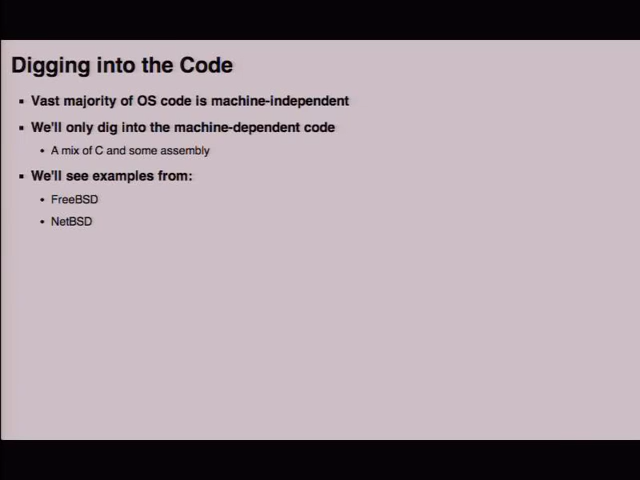 Digging into the Code
▪ Vast majority of OS code is machine-independent
▪ We'll only dig into the machine-dependent code
• A mix of C and some assembly
▪ We'll see examples from:
• FreeBSD
• NetBSD